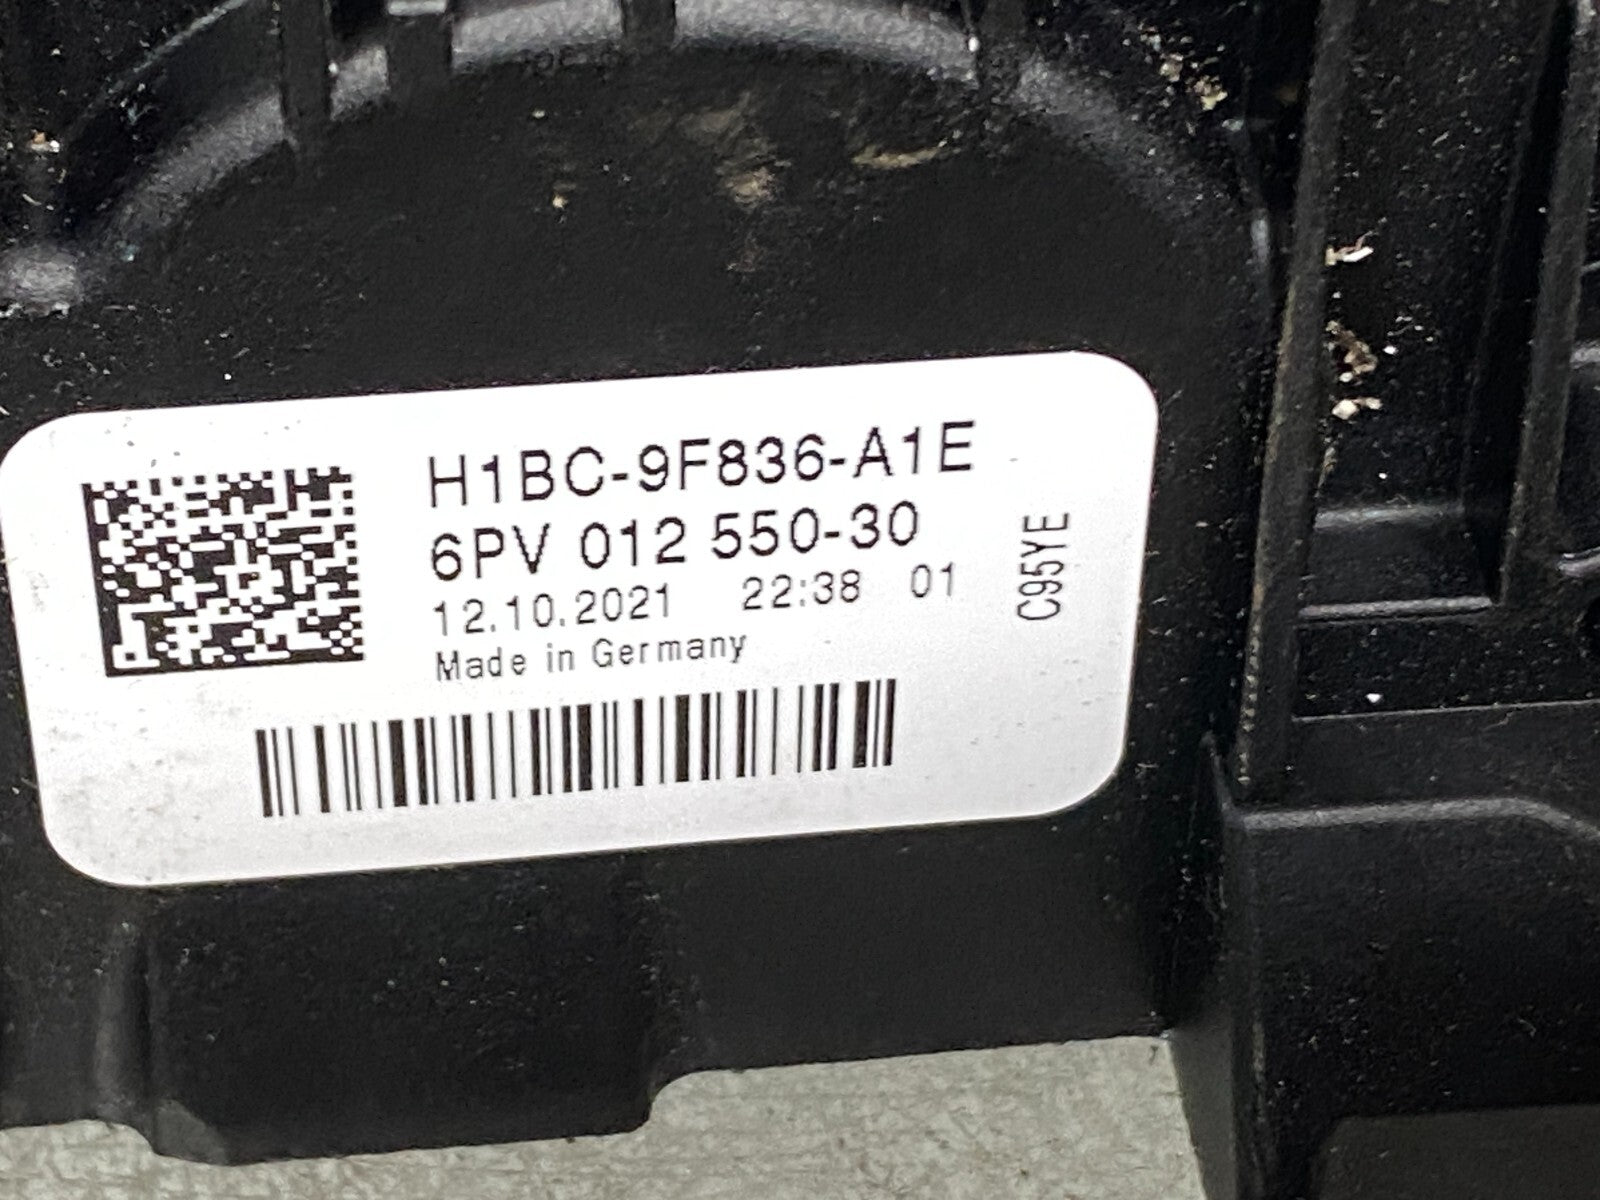 H1BC-9F836-A1E
6PV 012 550-30
12.10.2021 22:38 01
Made in Germany
C95YE